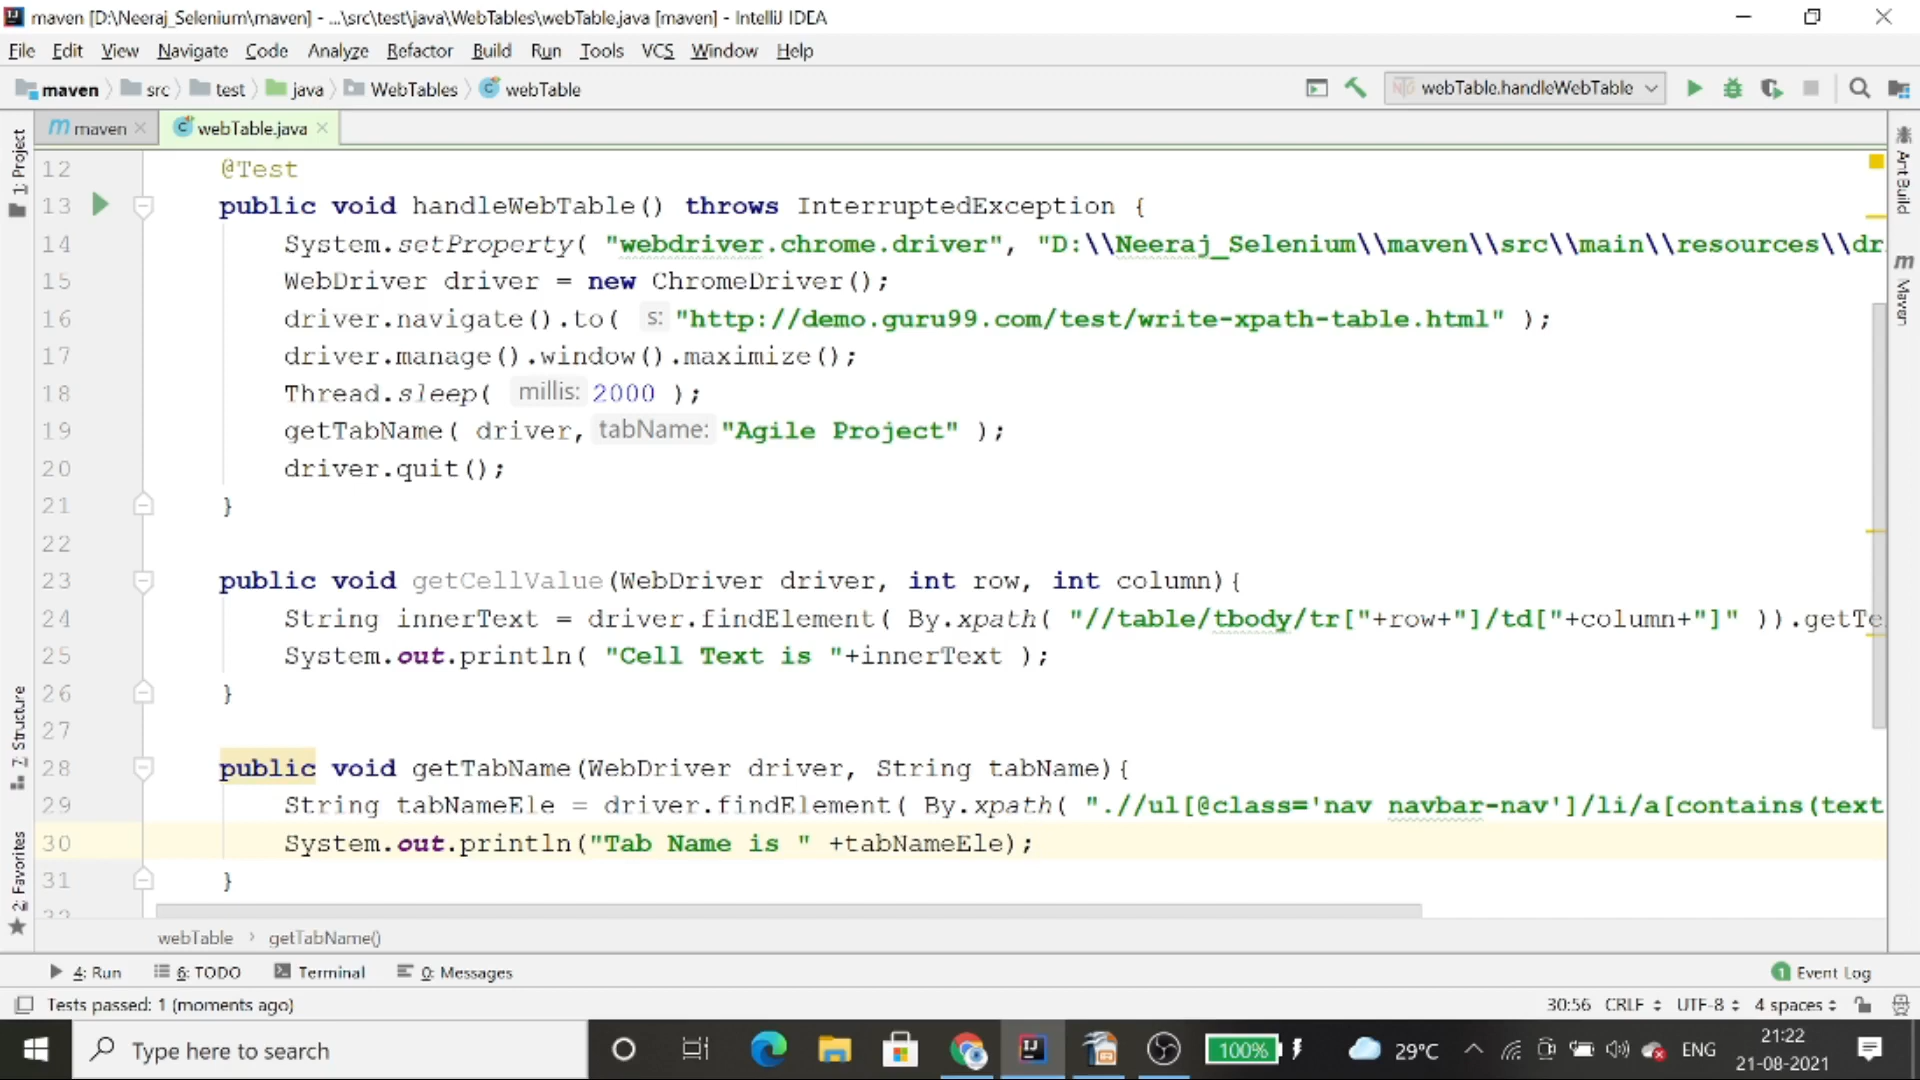 maven [D:\Neeraj_Selenium\maven] - ...\src\test\java\WebTables\webTable.java [maven] - IntelliJ IDEA
File Edit View Navigate Code Analyze Refactor Build Run Tools VCS Window Help
maven src test java WebTables webTable webTable.handleWebTable
maven webTable.java
1: Project
7: Structure
2: Favorites
Ant Build
Maven
12 @Test
13 public void handleWebTable() throws InterruptedException {
14 System.setProperty( "webdriver.chrome.driver", "D:\\Neeraj_Selenium\\maven\\src\\main\\resources\\dr
15 WebDriver driver = new ChromeDriver();
16 driver.navigate().to( s: "http://demo.guru99.com/test/write-xpath-table.html" );
17 driver.manage().window().maximize();
18 Thread.sleep( millis: 2000 );
19 getTabName( driver, tabName: "Agile Project" );
20 driver.quit();
21 }
22
23 public void getCellValue(WebDriver driver, int row, int column){
24 String innerText = driver.findElement( By.xpath( "//table/tbody/tr["+row+"]/td["+column+"]" )).getTe
25 System.out.println( "Cell Text is "+innerText );
26 }
27
28 public void getTabName(WebDriver driver, String tabName){
29 String tabNameEle = driver.findElement( By.xpath( ".//ul[@class='nav navbar-nav']/li/a[contains(text
30 System.out.println("Tab Name is " +tabNameEle);
31 }
32
webTable getTabName()
4: Run 6: TODO Terminal 0: Messages 1 Event Log
Tests passed: 1 (moments ago) 30:56 CRLF UTF-8 4 spaces
Type here to search 100% 29°C ENG 21:22
21-08-2021